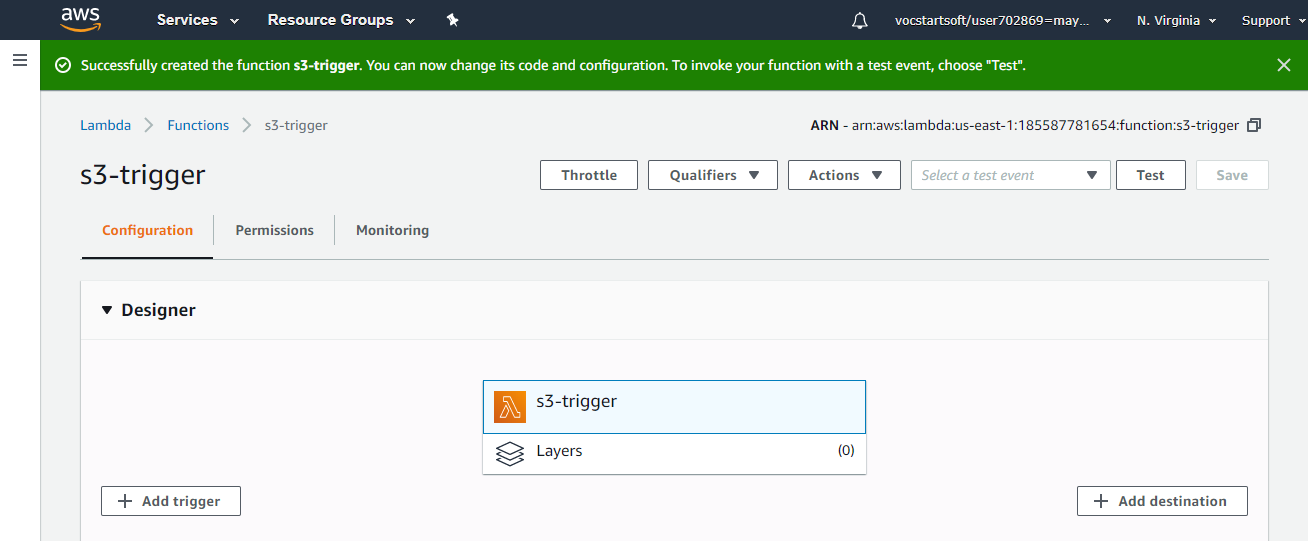 aws Services Resource Groups vocstartsoft/user702869=may... N. Virginia Support
Successfully created the function s3-trigger. You can now change its code and configuration. To invoke your function with a test event, choose "Test".
Lambda Functions s3-trigger ARN - arn:aws:lambda:us-east-1:185587781654:function:s3-trigger
s3-trigger Throttle Qualifiers Actions Select a test event Test Save
Configuration Permissions Monitoring
Designer
s3-trigger
Layers (0)
Add trigger Add destination